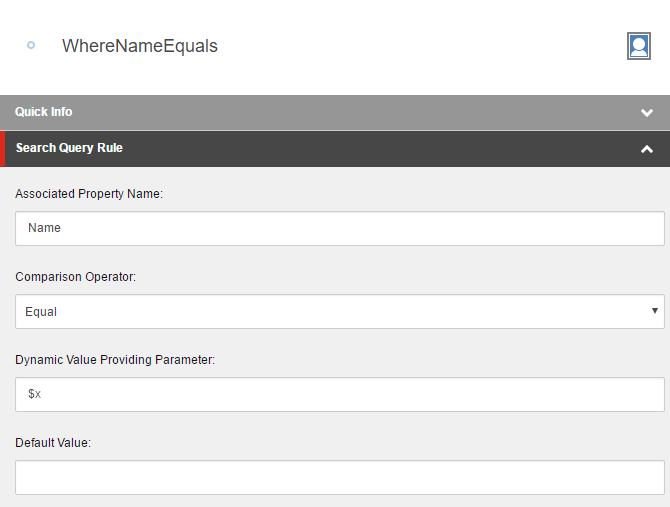 WhereNameEquals
Quick Info
Search Query Rule
Associated Property Name:
Name
Comparison Operator:
Equal
Dynamic Value Providing Parameter:
$x
Default Value: